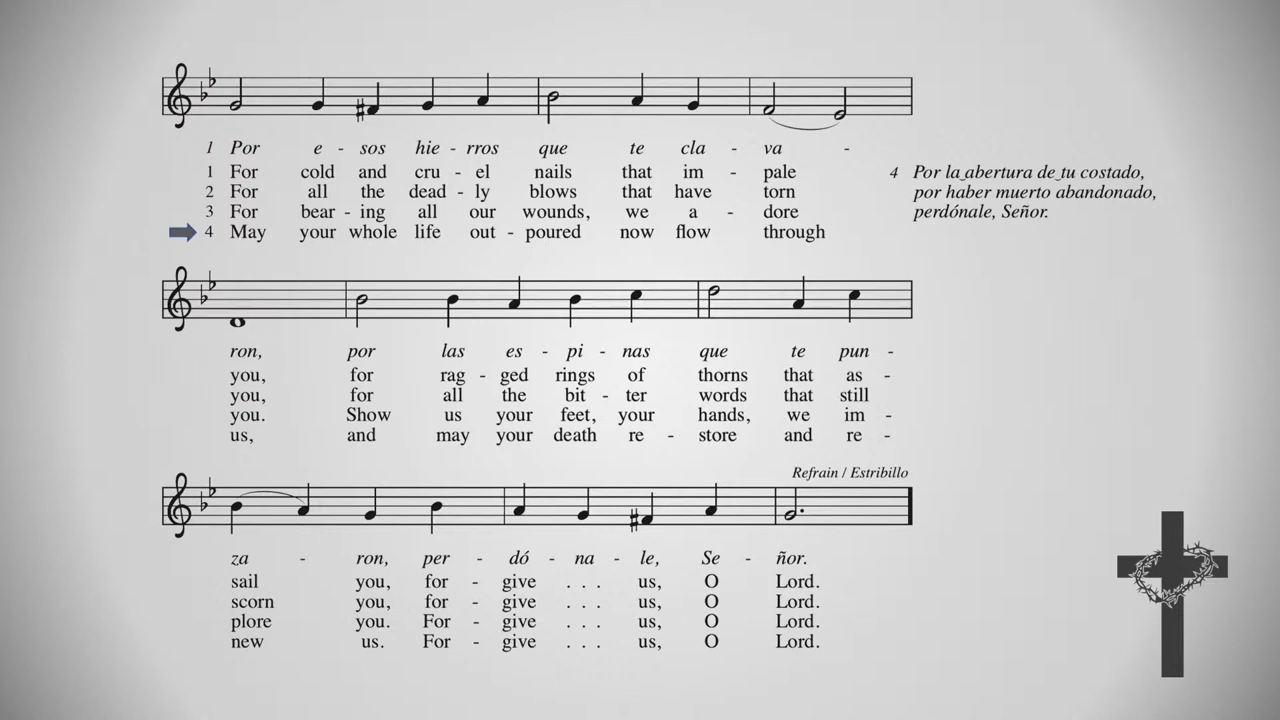 1 Por e - sos hie - rros que te cla - va -
1 For cold and cru - el nails that im - pale
2 For all the dead - ly blows that have torn
3 For bear - ing all our wounds, we a - dore
4 May your whole life out - poured now flow through
4 Por la abertura de tu costado,
por haber muerto abandonado,
perdónale, Señor.
ron, por las es - pi - nas que te pun -
you, for rag - ged rings of thorns that as -
you, for all the bit - ter words that still
you. Show us your feet, your hands, we im -
us, and may your death re - store and re -
Refrain / Estribillo
za - ron, per - dó - na - le, Se - ñor.
sail you, for - give . . . us, O Lord.
scorn you, for - give . . . us, O Lord.
plore you. For - give . . . us, O Lord.
new us. For - give . . . us, O Lord.